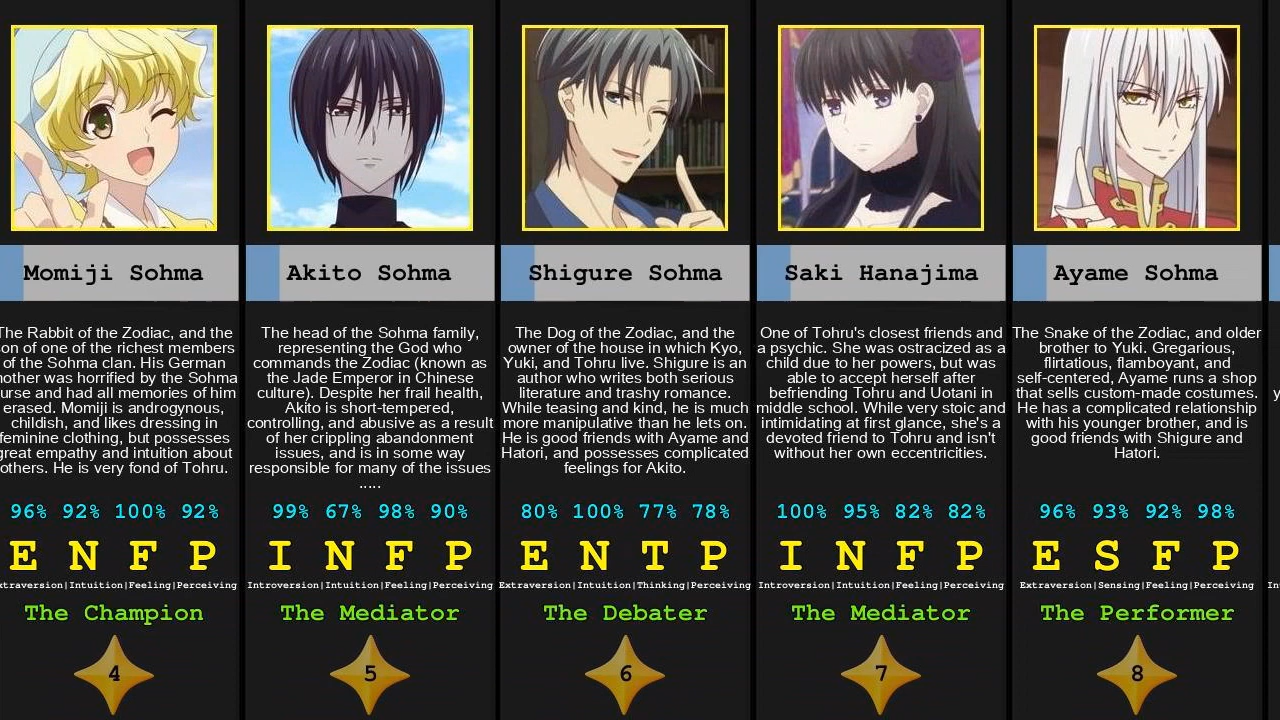 Momiji Sohma
The Rabbit of the Zodiac, and the
son of one of the richest members
of the Sohma clan. His German
mother was horrified by the Sohma
curse and had all memories of him
erased. Momiji is androgynous,
childish, and likes dressing in
feminine clothing, but possesses
great empathy and intuition about
others. He is very fond of Tohru.
96% 92% 100% 92%
E N F P
Extraversion|Intuition|Feeling|Perceiving
The Champion
4
Akito Sohma
The head of the Sohma family,
representing the God who
commands the Zodiac (known as
the Jade Emperor in Chinese
culture). Despite her frail health,
Akito is short-tempered,
controlling, and abusive as a result
of her crippling abandonment
issues, and is in some way
responsible for many of the issues
.....
99% 67% 98% 90%
I N F P
Introversion|Intuition|Feeling|Perceiving
The Mediator
5
Shigure Sohma
The Dog of the Zodiac, and the
owner of the house in which Kyo,
Yuki, and Tohru live. Shigure is an
author who writes both serious
literature and trashy romance.
While teasing and kind, he is much
more manipulative than he lets on.
He is good friends with Ayame and
Hatori, and possesses complicated
feelings for Akito.
80% 100% 77% 78%
E N T P
Extraversion|Intuition|Thinking|Perceiving
The Debater
6
Saki Hanajima
One of Tohru's closest friends and
a psychic. She was ostracized as a
child due to her powers, but was
able to accept herself after
befriending Tohru and Uotani in
middle school. While very stoic and
intimidating at first glance, she's a
devoted friend to Tohru and isn't
without her own eccentricities.
100% 95% 82% 82%
I N F P
Introversion|Intuition|Feeling|Perceiving
The Mediator
7
Ayame Sohma
The Snake of the Zodiac, and older
brother to Yuki. Gregarious,
flirtatious, flamboyant, and
self-centered, Ayame runs a shop
that sells custom-made costumes.
He has a complicated relationship
with his younger brother, and is
good friends with Shigure and
Hatori.
96% 93% 92% 98%
E S F P
Extraversion|Sensing|Feeling|Perceiving
The Performer
8